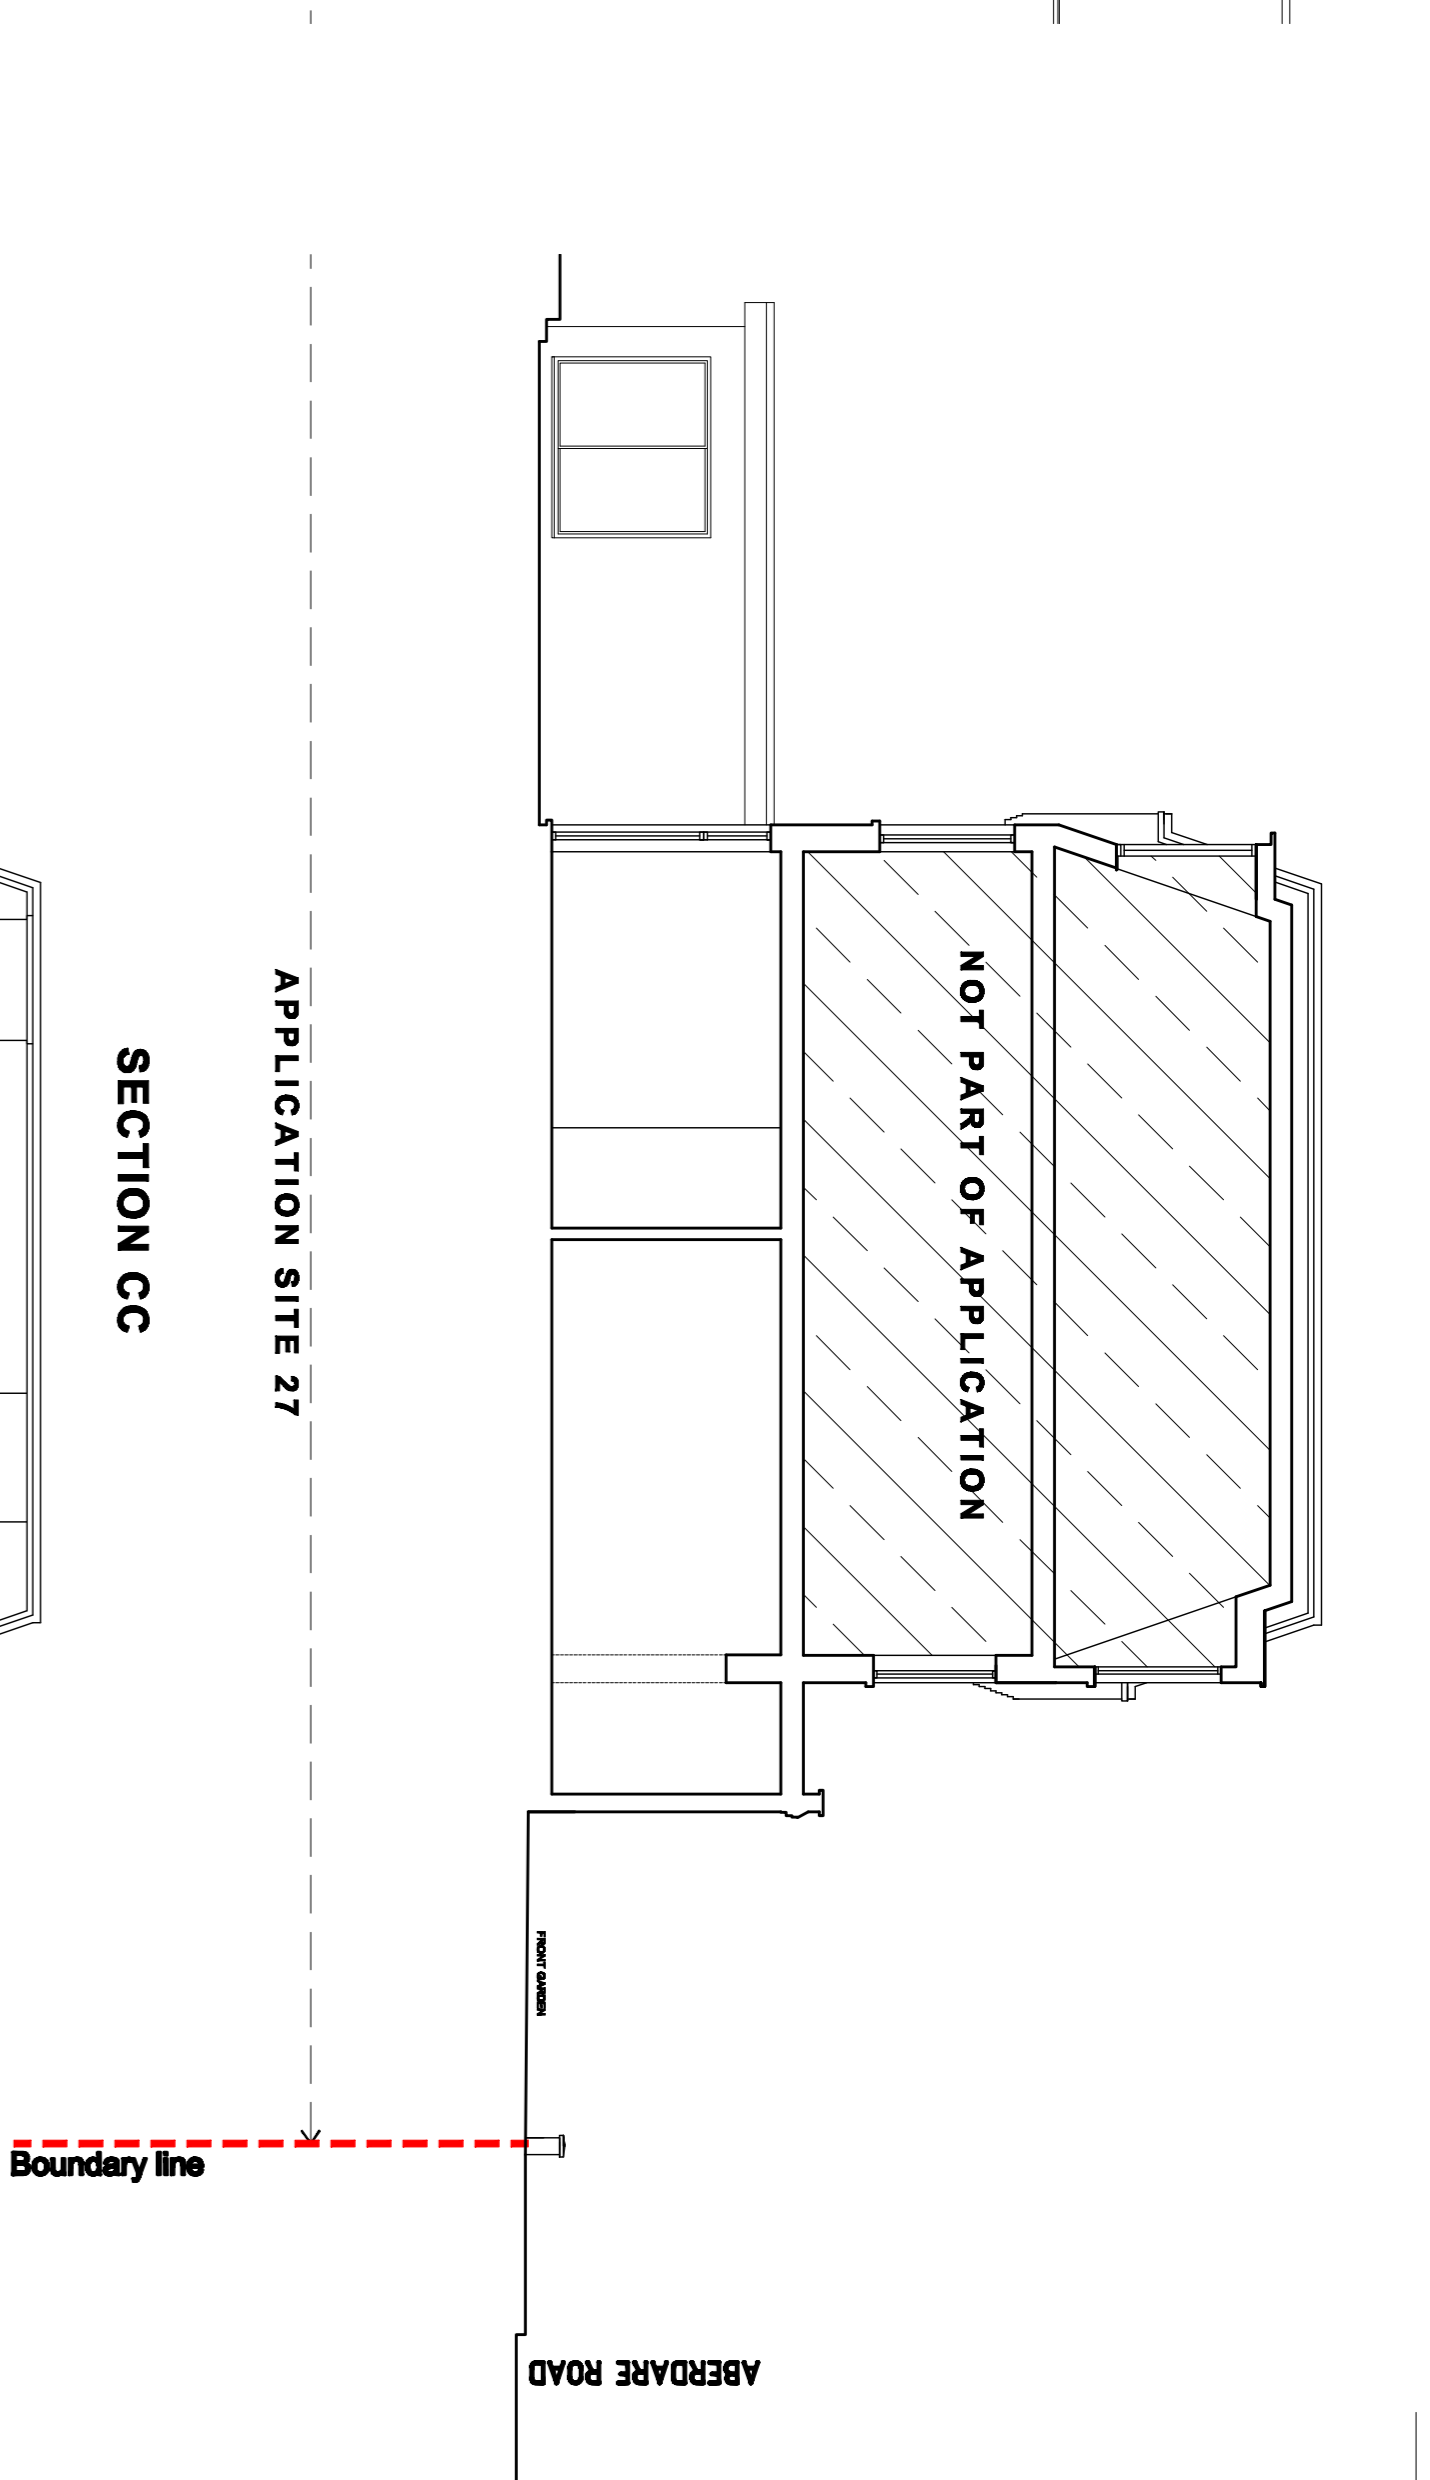 NOT PART OF APPLICATION
APPLICATION SITE 27
SECTION CC
FRONT GARDEN
Boundary line
ABERDARE ROAD